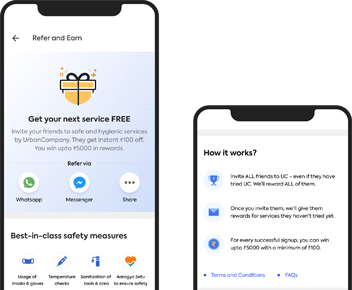 Refer and Earn
Get your next service FREE
Invite your friends to safe and hygienic services
by UrbanCompany. They get instant ₹100 off.
You win upto ₹5000 in rewards.
Refer via
Whatsapp
Messenger
Share
Best-in-class safety measures
Usage of
masks & gloves
Temperature
checks
Sanitization of
tools & area
Aarogya Setu
to ensure safety
How it works?
Invite ALL friends to UC - even if they have
tried UC. We'll reward ALL of them.
Once you invite them, we'll give them
rewards for services they haven't tried yet.
For every successful signup, you can win
upto ₹5000 with a minimum of ₹100.
Terms and Conditions
FAQs